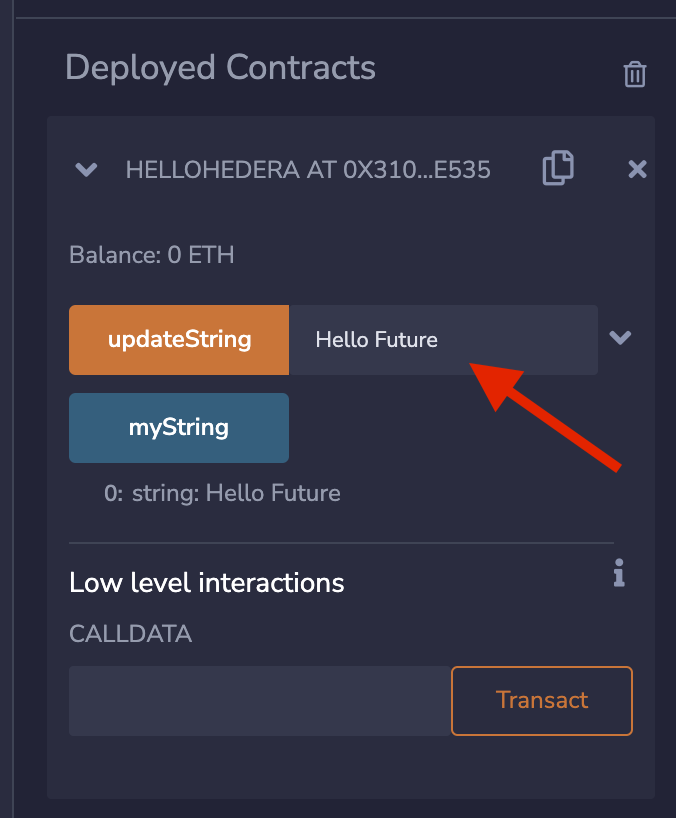 Deployed Contracts
HELLOHEDERA AT 0X310...E535
Balance: 0 ETH
updateString Hello Future
myString
0: string: Hello Future
Low level interactions
CALLDATA
Transact